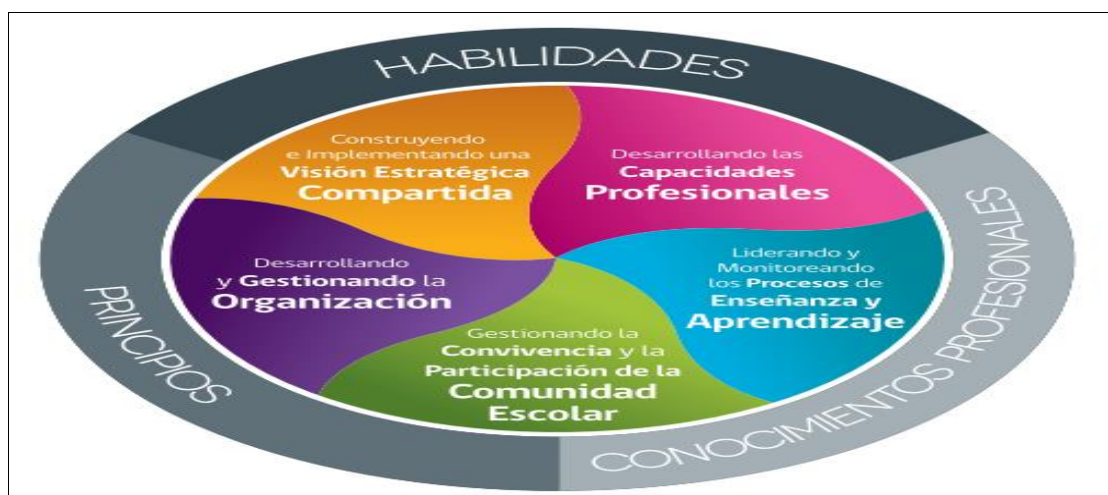 HABILIDADES
Construyendo
e Implementando una
Visión Estratégica
Compartida
Desarrollando las
Capacidades
Profesionales
Desarrollando
y Gestionando la
Organización
Liderando y
Monitoreando
los Procesos de
Enseñanza y
Aprendizaje
Gestionando la
Convivencia y la
Participación de la
Comunidad
Escolar
PRINCIPIOS
CONOCIMIENTOS PROFESIONALES